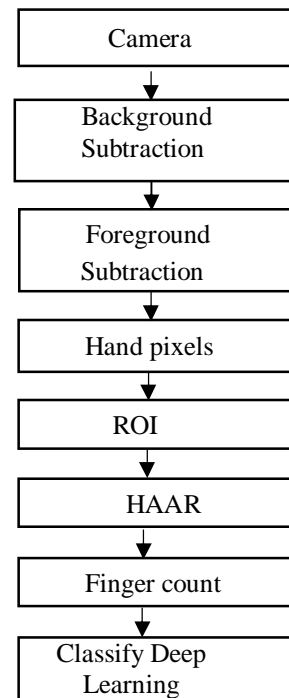 Camera
Background
Subtraction
Foreground
Subtraction
Hand pixels
ROI
HAAR
Finger count
Classify Deep
Learning